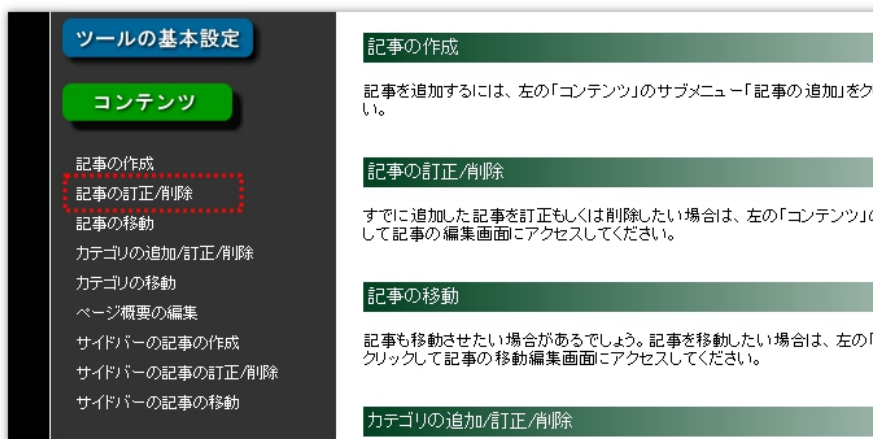 ツールの基本設定
コンテンツ
記事の作成
記事の訂正/削除
記事の移動
カテゴリの追加/訂正/削除
カテゴリの移動
ページ概要の編集
サイドバーの記事の作成
サイドバーの記事の訂正/削除
サイドバーの記事の移動
記事の作成
記事を追加するには、左の「コンテンツ」のサブメニュー「記事の追加」をク
い。
記事の訂正/削除
すでに追加した記事を訂正もしくは削除したい場合は、左の「コンテンツ」
して記事の編集画面にアクセスしてください。
記事の移動
記事も移動させたい場合があるでしょう。記事を移動したい場合は、左の「
クリックして記事の移動編集画面にアクセスしてください。
カテゴリの追加/訂正/削除